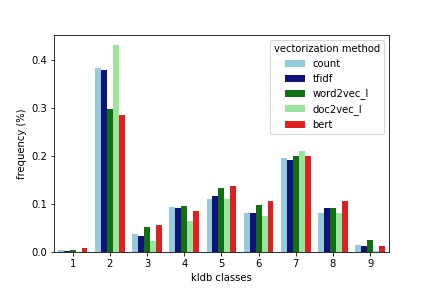 vectorization method
count
tfidf
word2vec_l
doc2vec_l
bert
frequency (%)
0.4
0.3
0.2
0.1
0.0
1 2 3 4 5 6 7 8 9
kldb classes